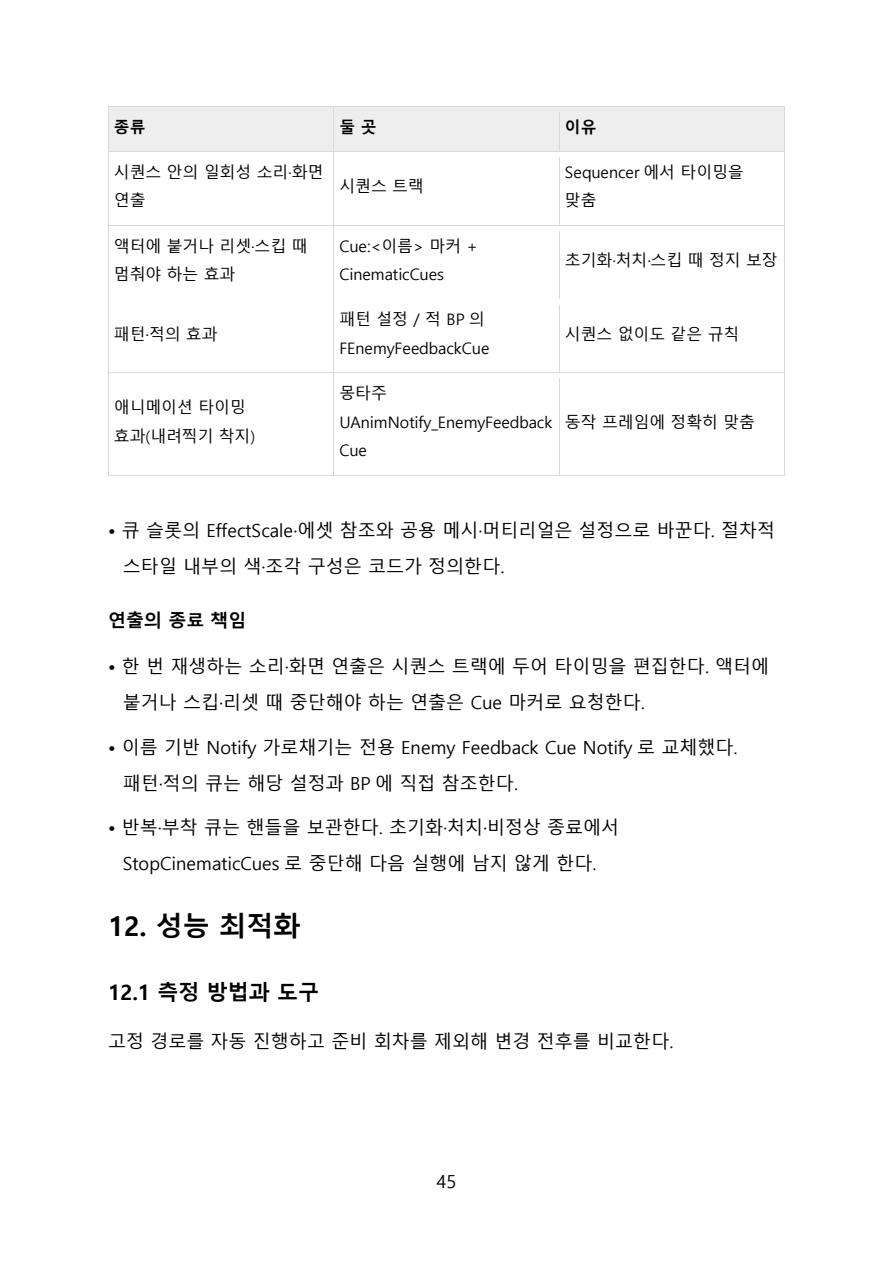 종류 둘 곳 이유
시퀀스 안의 일회성 소리·화면
연출
시퀀스 트랙
Sequencer 에서 타이밍을
맞춤
액터에 붙거나 리셋·스킵 때
멈춰야 하는 효과
Cue:<이름> 마커 +
CinematicCues
초기화·처치·스킵 때 정지 보장
패턴·적의 효과
패턴 설정 / 적 BP 의
FEnemyFeedbackCue
시퀀스 없이도 같은 규칙
애니메이션 타이밍
효과(내려찍기 착지)
몽타주
UAnimNotify_EnemyFeedback
Cue
동작 프레임에 정확히 맞춤
• 큐 슬롯의 EffectScale·에셋 참조와 공용 메시·머티리얼은 설정으로 바꾼다. 절차적
스타일 내부의 색·조각 구성은 코드가 정의한다.
연출의 종료 책임
• 한 번 재생하는 소리·화면 연출은 시퀀스 트랙에 두어 타이밍을 편집한다. 액터에
붙거나 스킵·리셋 때 중단해야 하는 연출은 Cue 마커로 요청한다.
• 이름 기반 Notify 가로채기는 전용 Enemy Feedback Cue Notify 로 교체했다.
패턴·적의 큐는 해당 설정과 BP 에 직접 참조한다.
• 반복·부착 큐는 핸들을 보관한다. 초기화·처치·비정상 종료에서
StopCinematicCues 로 중단해 다음 실행에 남지 않게 한다.
12. 성능 최적화
12.1 측정 방법과 도구
고정 경로를 자동 진행하고 준비 회차를 제외해 변경 전후를 비교한다.
45